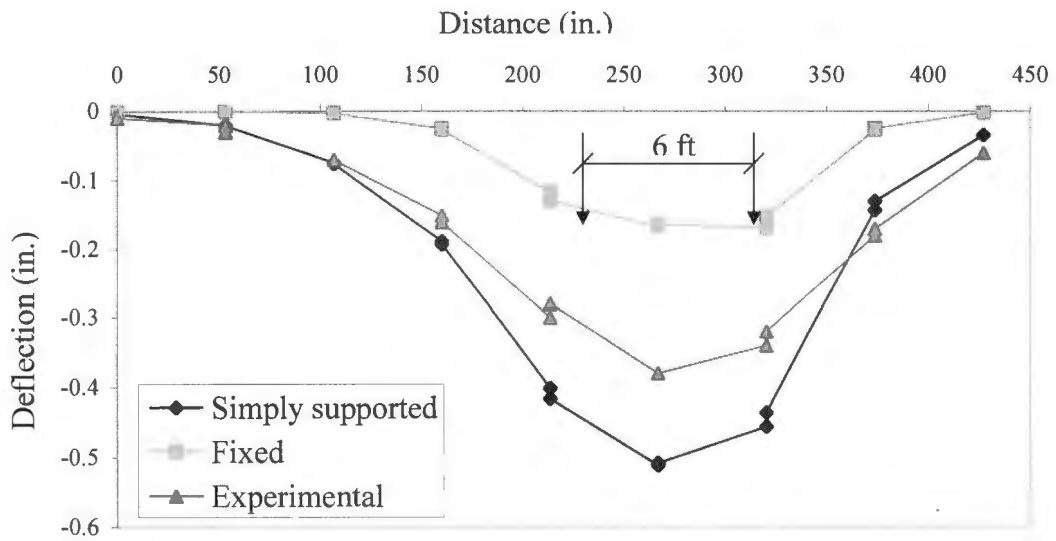 Distance (in.)
0 50 100 150 200 250 300 350 400 450
0
-0.1
-0.2
-0.3
-0.4
-0.5
-0.6
Deflection (in.)
6 ft
Simply supported
Fixed
Experimental